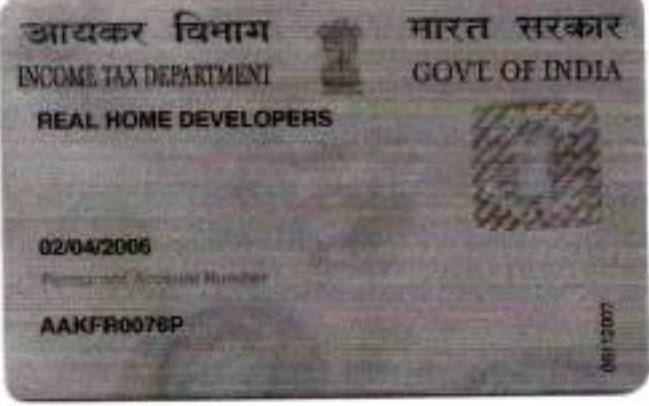 आयकर विभाग भारत सरकार
INCOME TAX DEPARTMENT GOVT. OF INDIA
REAL HOME DEVELOPERS
02/04/2006
Permanent Account Number
AAKFR0076P